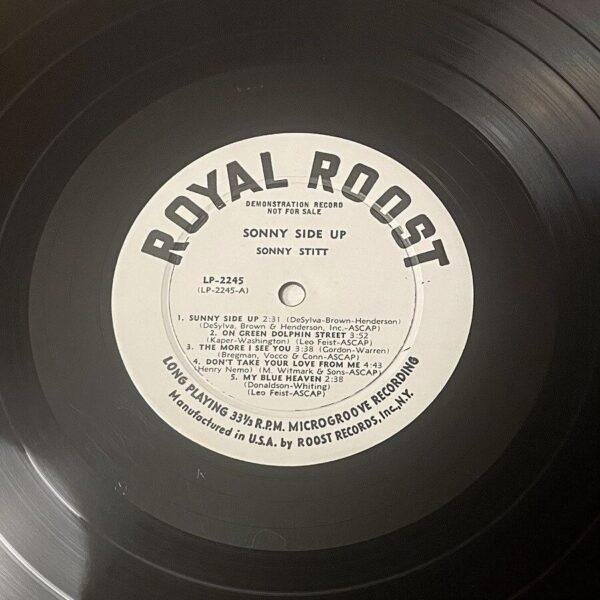 ROYAL ROOST
DEMONSTRATION RECORD
NOT FOR SALE
SONNY SIDE UP
SONNY STITT
LP-2245
(LP-2245-A)
1. SUNNY SIDE UP 2:31 (DeSylva-Brown-Henderson)
(DeSylva, Brown & Henderson, Inc.-ASCAP)
2. ON GREEN DOLPHIN STREET 3:52
(Kaper-Washington) (Leo Feist-ASCAP)
3. THE MORE I SEE YOU 3:38 (Gordon-Warren)
(Bregman, Vocco & Conn-ASCAP)
4. DON'T TAKE YOUR LOVE FROM ME 4:43
(Henry Nemo) (M. Witmark & Sons-ASCAP)
5. MY BLUE HEAVEN 2:38
(Donaldson-Whiting)
(Leo Feist-ASCAP)
LONG PLAYING 33⅓ R.P.M. MICROGROOVE RECORDING
Manufactured in U.S.A. by ROOST RECORDS, Inc., N.Y.